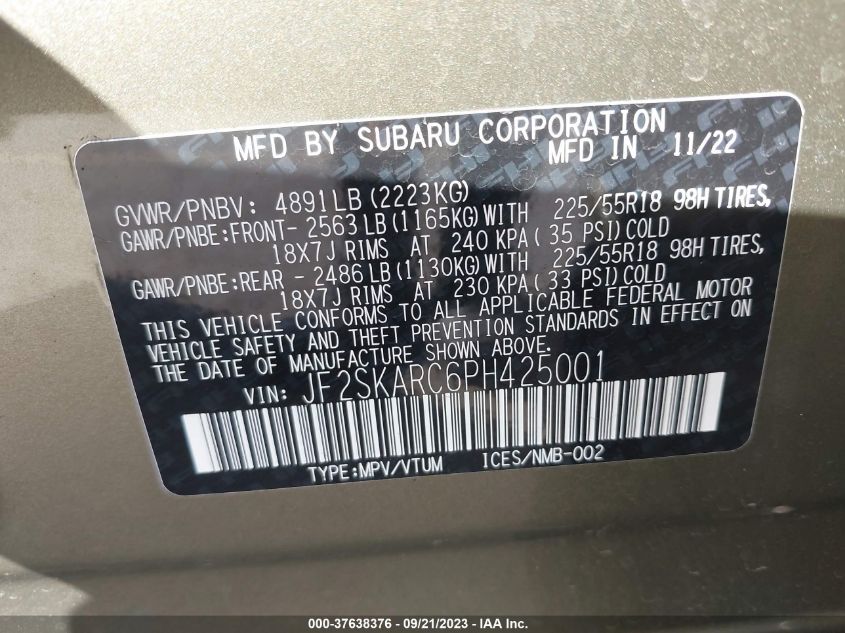 MFD BY SUBARU CORPORATION
MFD IN 11/22
GVWR/PNBV: 4891LB(2223KG)
GAWR/PNBE:FRONT- 2563LB(1165KG)WITH 225/55R18 98H TIRES,
18X7J RIMS AT 240 KPA( 35 PSI)COLD
GAWR/PNBE:REAR - 2486LB(1130KG)WITH 225/55R18 98H TIRES,
18X7J RIMS AT 230 KPA( 33 PSI)COLD
THIS VEHICLE CONFORMS TO ALL APPLICABLE FEDERAL MOTOR
VEHICLE SAFETY AND THEFT PREVENTION STANDARDS IN EFFECT ON
THE DATE OF MANUFACTURE SHOWN ABOVE.
VIN: JF2SKARC6PH425001
TYPE:MPV/VTUM ICES/NMB-002
000-37638376 - 09/21/2023 - IAA Inc.